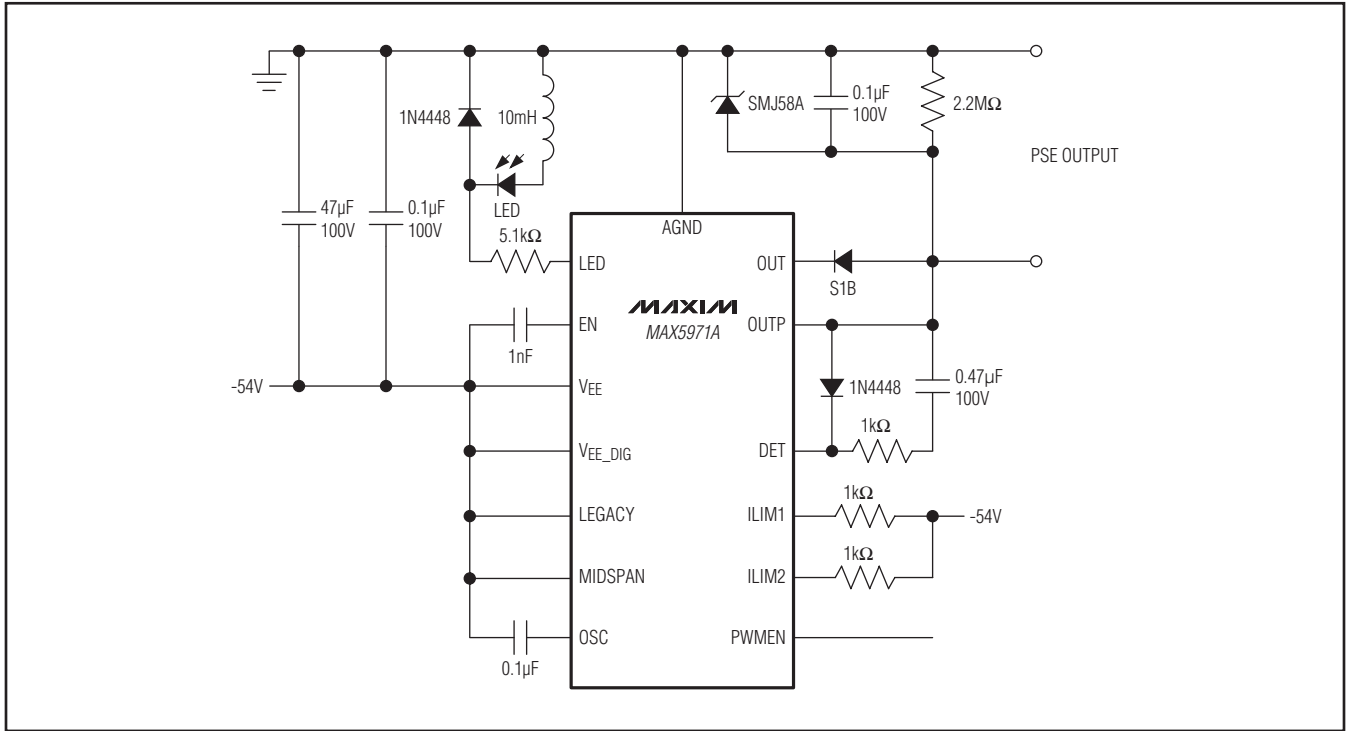 1N4448
10mH
SMJ58A
0.1µF
100V
2.2MΩ
PSE OUTPUT
47µF
100V
0.1µF
100V
LED
5.1kΩ
AGND
LED
OUT
S1B
MAXIM
MAX5971A
EN
OUTP
1nF
-54V
VEE
1N4448
0.47µF
100V
1kΩ
VEE_DIG
DET
1kΩ
LEGACY
ILIM1
-54V
1kΩ
MIDSPAN
ILIM2
OSC
PWMEN
0.1µF